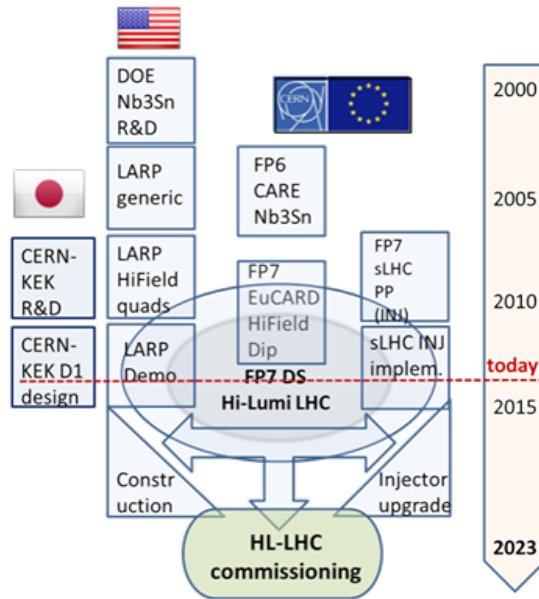 DOE
Nb3Sn
R&D
CERN
2000
LARP
generic
FP6
CARE
Nb3Sn
2005
CERN-
KEK
R&D
LARP
HiField
quads
FP7
EuCARD
HiField
Dip
FP7
sLHC
PP
(INJ)
2010
CERN-
KEK D1
design
LARP
Demo
sLHC INJ
implem.
today
FP7 DS
Hi-Lumi LHC
2015
Constr
uction
Injector
upgrade
HL-LHC
commissioning
2023